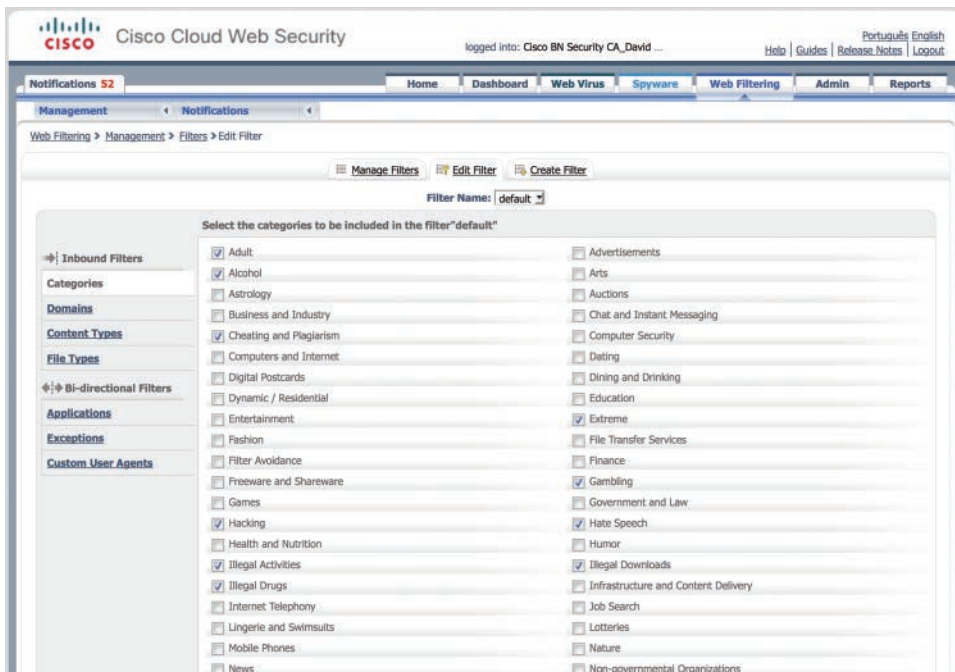 CISCO Cisco Cloud Web Security
logged into: Cisco BN Security CA_David ...
Português English
Help | Guides | Release Notes | Logout
Notifications 52
Home Dashboard Web Virus Spyware Web Filtering Admin Reports
Management Notifications
Web Filtering > Management > Filters > Edit Filter
Manage Filters Edit Filter Create Filter
Filter Name: default
Select the categories to be included in the filter"default"
Inbound Filters
Categories
Domains
Content Types
File Types
Bi-directional Filters
Applications
Exceptions
Custom User Agents
Adult Advertisements
Alcohol Arts
Astrology Auctions
Business and Industry Chat and Instant Messaging
Cheating and Plagiarism Computer Security
Computers and Internet Dating
Digital Postcards Dining and Drinking
Dynamic / Residential Education
Entertainment Extreme
Fashion File Transfer Services
Filter Avoidance Finance
Freeware and Shareware Gambling
Games Government and Law
Hacking Hate Speech
Health and Nutrition Humor
Illegal Activities Illegal Downloads
Illegal Drugs Infrastructure and Content Delivery
Internet Telephony Job Search
Lingerie and Swimsuits Lotteries
Mobile Phones Nature
News Non-governmental Organizations